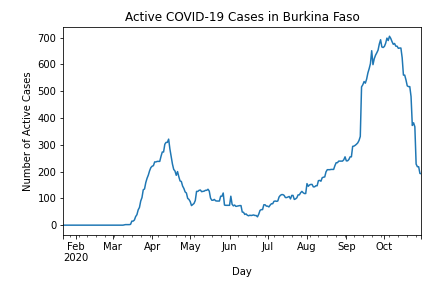 Active COVID-19 Cases in Burkina Faso
Number of Active Cases
700
600
500
400
300
200
100
0
Feb Mar Apr May Jun Jul Aug Sep Oct
2020
Day